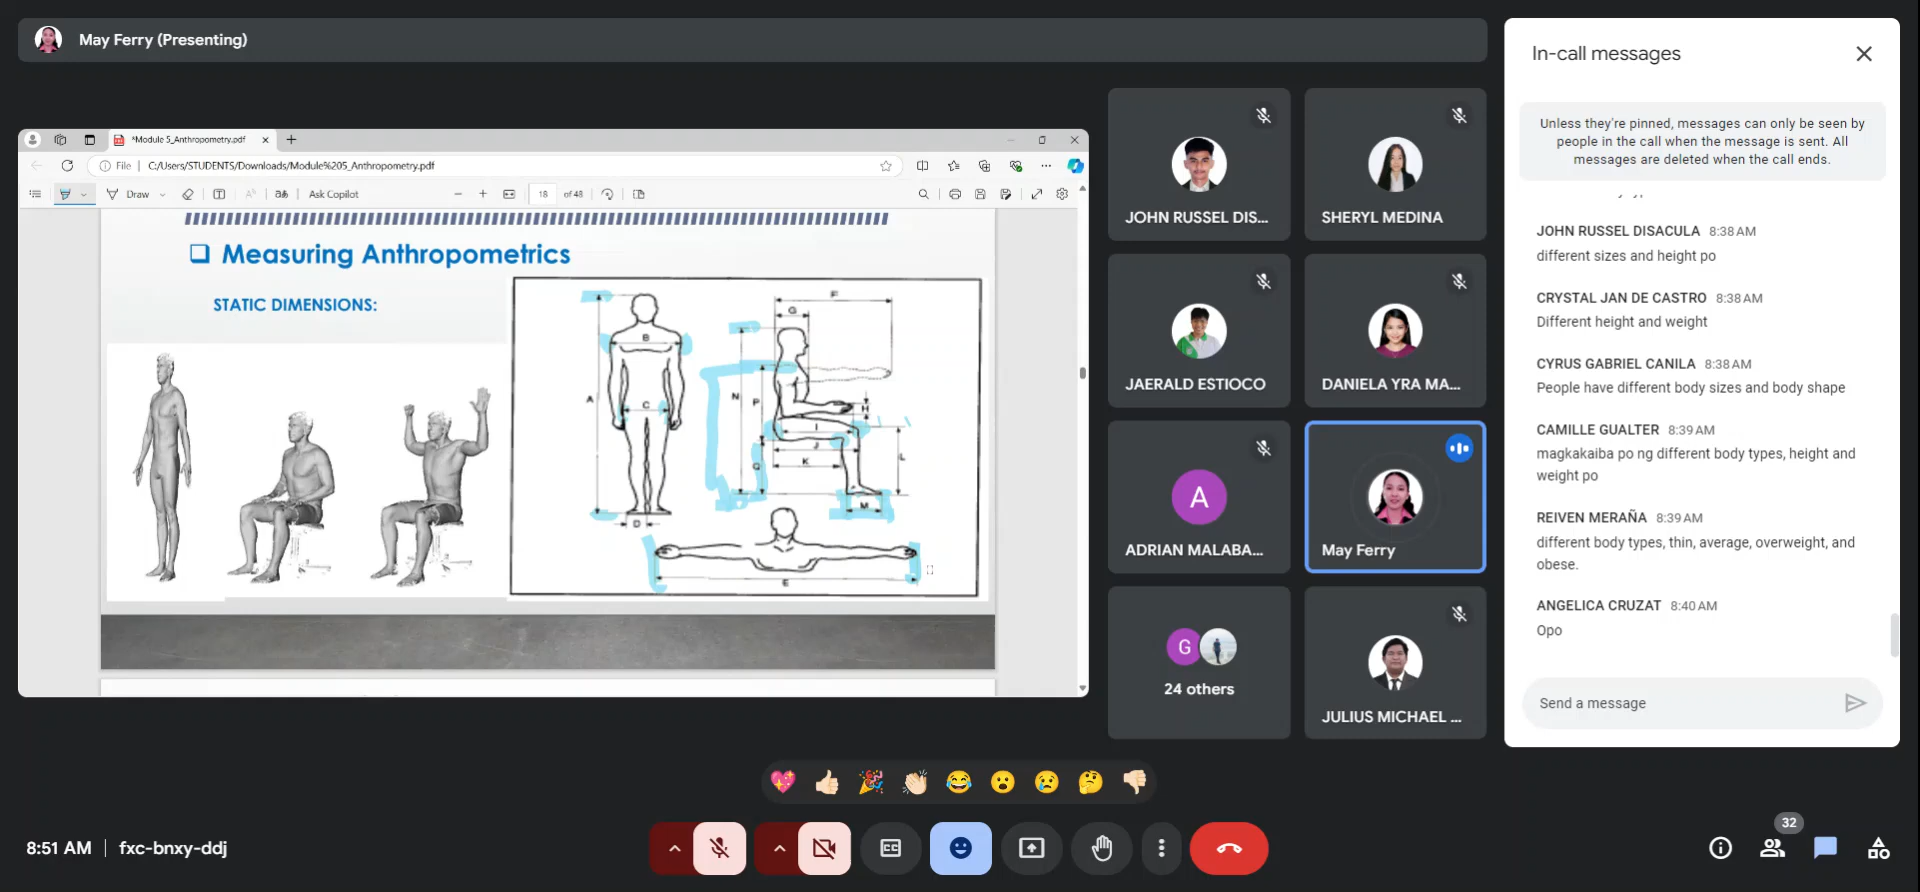 May Ferry (Presenting)
*Module 5_Anthropometry.pdf
File
C:/Users/STUDENTS/Downloads/Module%205_Anthropometry.pdf
Draw
Ask Copilot
18
of 48
Measuring Anthropometrics
STATIC DIMENSIONS:
A
B
C
D
F
G
N
P
H
I
J
K
L
Q
M
E
JOHN RUSSEL DIS...
SHERYL MEDINA
JAERALD ESTIOCO
DANIELA YRA MA...
A
ADRIAN MALABA...
May Ferry
G
24 others
JULIUS MICHAEL ...
In-call messages
Unless they're pinned, messages can only be seen by
people in the call when the message is sent. All
messages are deleted when the call ends.
JOHN RUSSEL DISACULA 8:38 AM
different sizes and height po
CRYSTAL JAN DE CASTRO 8:38 AM
Different height and weight
CYRUS GABRIEL CANILA 8:38 AM
People have different body sizes and body shape
CAMILLE GUALTER 8:39 AM
magkakaiba po ng different body types, height and
weight po
REIVEN MERAÑA 8:39 AM
different body types, thin, average, overweight, and
obese.
ANGELICA CRUZAT 8:40 AM
Opo
Send a message
8:51 AM
fxc-bnxy-ddj
32